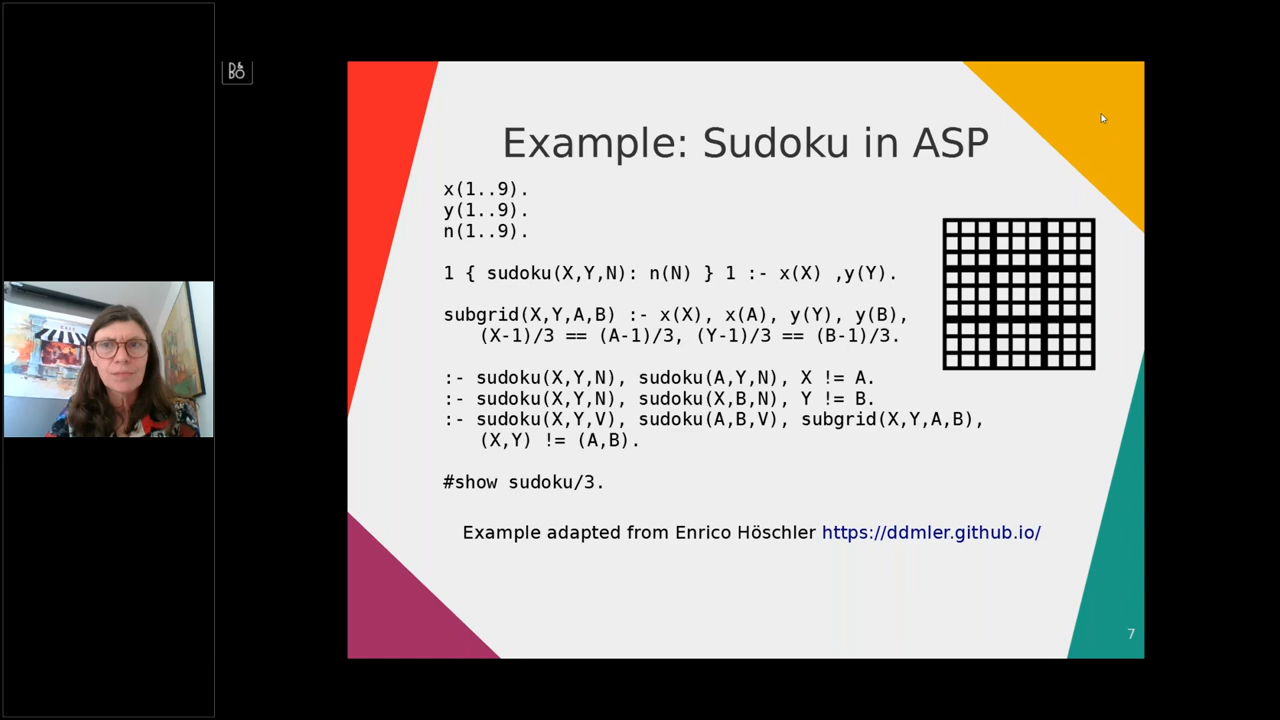 B&
BO
Example: Sudoku in ASP
x(1..9).
y(1..9).
n(1..9).
1 { sudoku(X,Y,N): n(N) } 1 :- x(X) ,y(Y).
subgrid(X,Y,A,B) :- x(X), x(A), y(Y), y(B),
(X-1)/3 == (A-1)/3, (Y-1)/3 == (B-1)/3.
:- sudoku(X,Y,N), sudoku(A,Y,N), X != A.
:- sudoku(X,Y,N), sudoku(X,B,N), Y != B.
:- sudoku(X,Y,V), sudoku(A,B,V), subgrid(X,Y,A,B),
(X,Y) != (A,B).
#show sudoku/3.
Example adapted from Enrico Höschler https://ddmler.github.io/
7